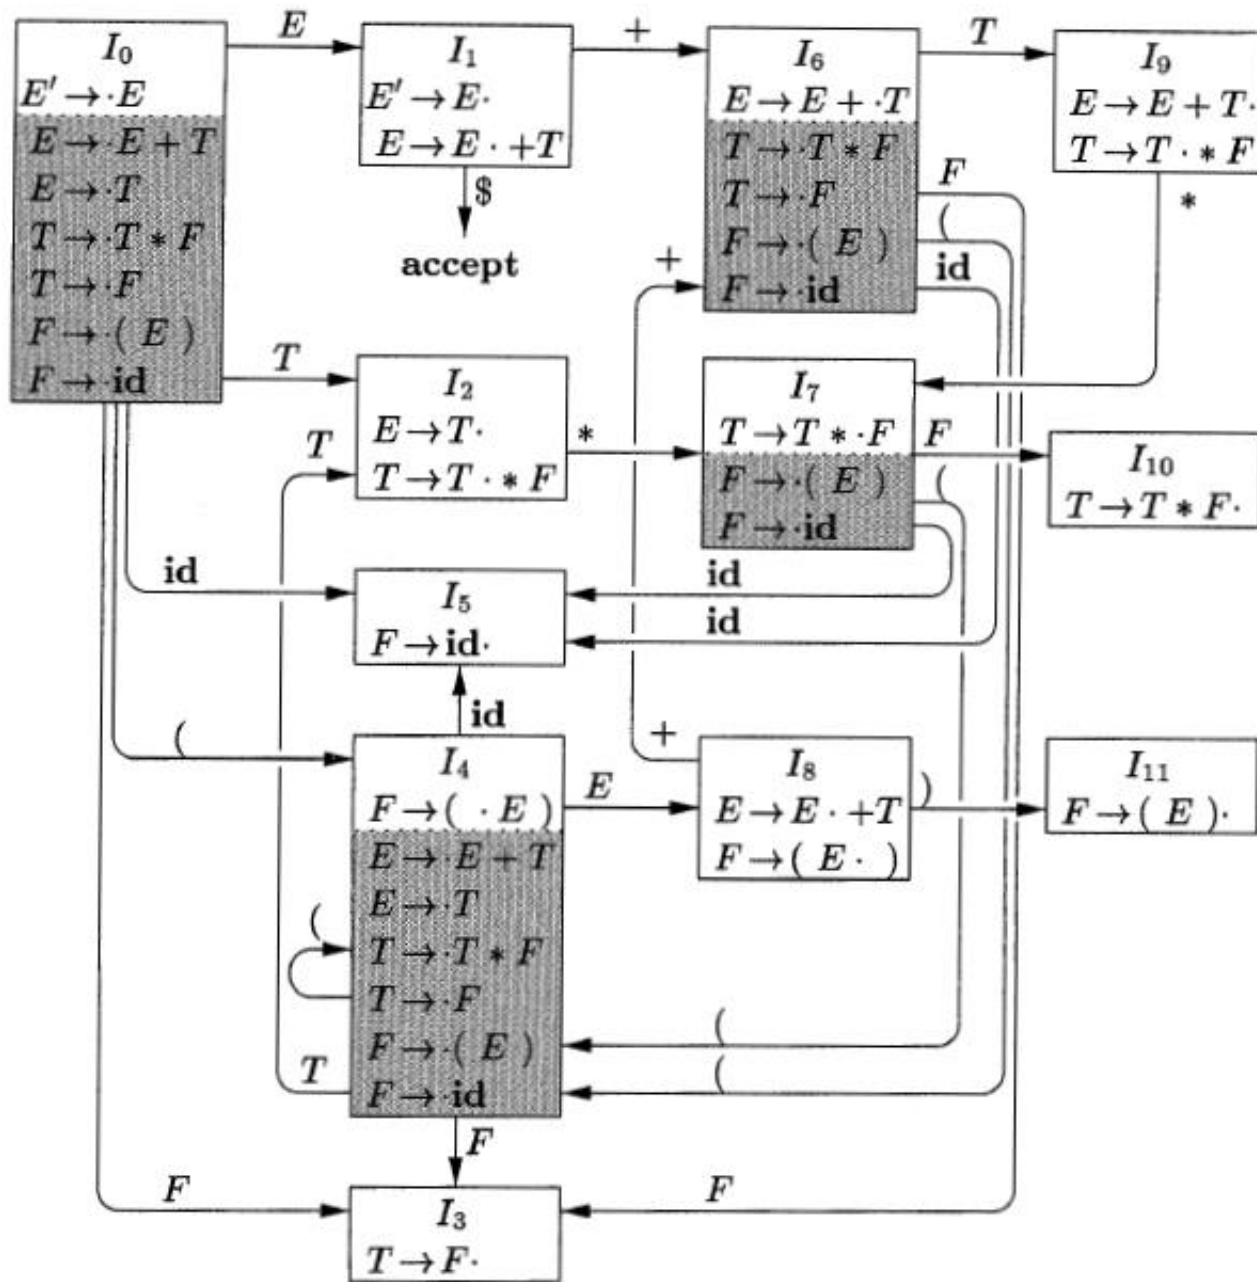 I₀
E′ → ·E
E → ·E + T
E → ·T
T → ·T * F
T → ·F
F → ·( E )
F → ·id
E
I₁
E′ → E·
E → E · +T
$
accept
+
I₆
E → E + ·T
T → ·T * F
T → ·F
F → ·( E )
F → ·id
T
I₉
E → E + T·
T → T · * F
*
F
(
id
+
T
I₂
E → T·
T → T · * F
T
*
I₇
T → T * ·F
F → ·( E )
F → ·id
F
(
I₁₀
T → T * F·
id
I₅
F → id·
id
id
id
(
I₄
F → ( · E )
E → ·E + T
E → ·T
T → ·T * F
T → ·F
F → ·( E )
F → ·id
E
+
I₈
E → E · +T
F → ( E · )
)
I₁₁
F → ( E )·
(
(
(
T
F
F
I₃
T → F·
F